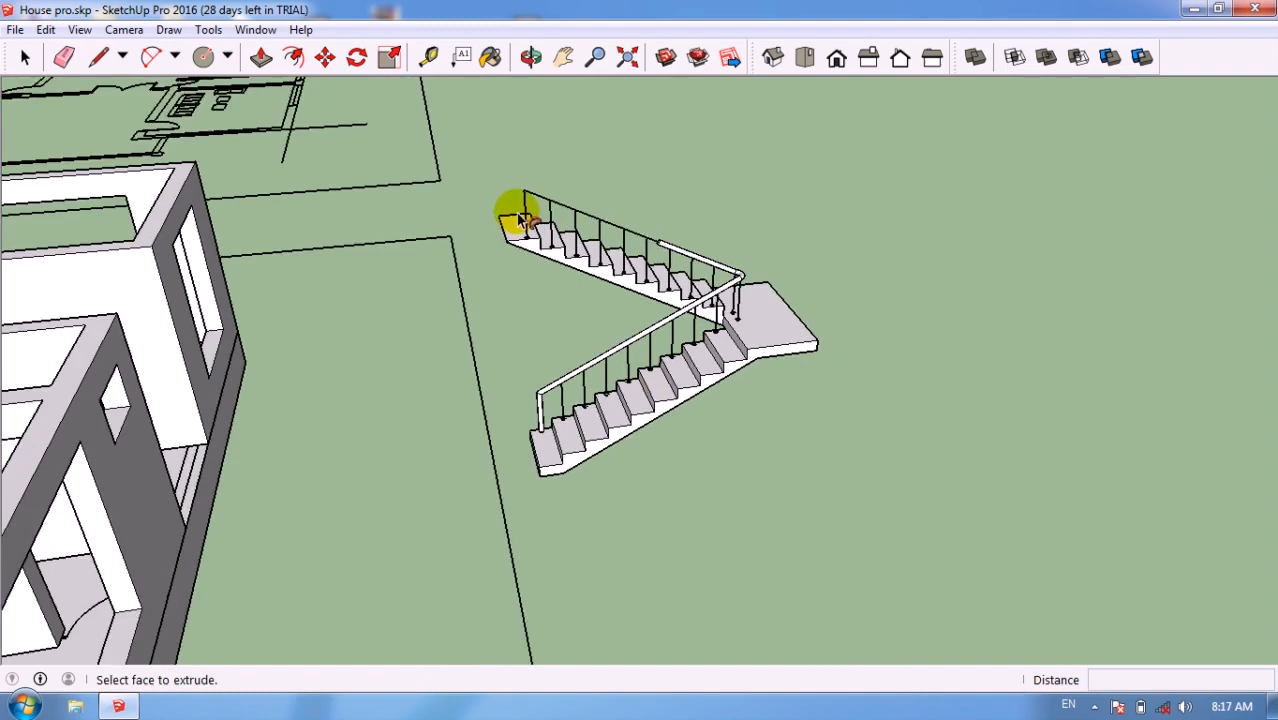 House pro.skp - SketchUp Pro 2016 (28 days left in TRIAL)
File Edit View Camera Draw Tools Window Help
A1
Select face to extrude.
Distance
EN
8:17 AM